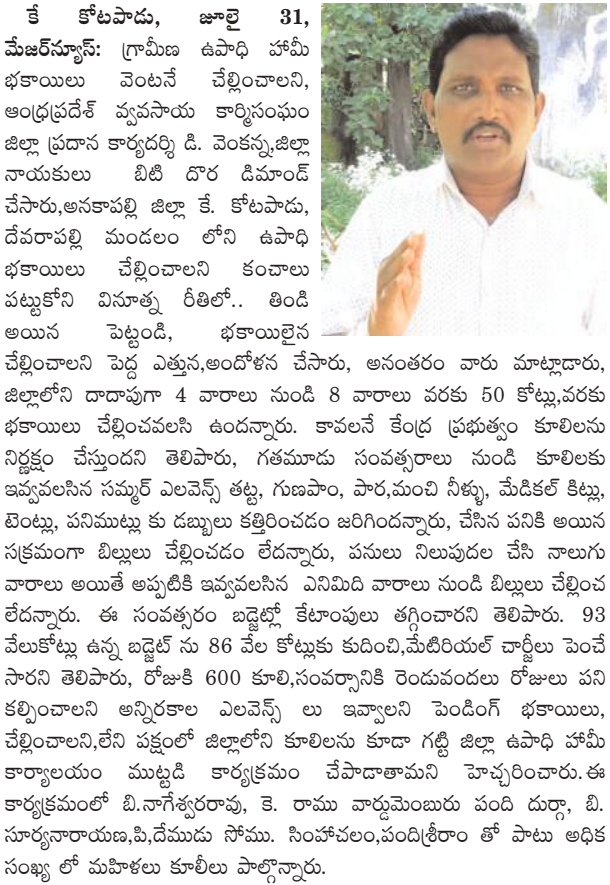 కే కోటపాడు, జూలై 31,
మేజర్‌న్యూస్: గ్రామీణ ఉపాధి హామీ
భకాయిలు వెంటనే చేల్లించాలని,
ఆంధ్రప్రదేశ్ వ్వవసాయ కార్మిసంఘం
జిల్లా ప్రదాన కార్యదర్శి డి. వెంకన్న,జిల్లా
నాయకులు బిటి దొర డిమాండ్
చేసారు,అనకాపల్లి జిల్లా కే. కోటపాడు,
దేవరాపల్లి మండలం లోని ఉపాధి
భకాయిలు చేల్లించాలని కంచాలు
పట్టుకోని వినూత్న రీతిలో.. తిండి
అయిన పెట్టండి, భకాయిలైన
చేల్లించాలని పెద్ద ఎత్తున,అందోళన చేసారు, అనంతరం వారు మాట్లాడారు,
జిల్లాలోని దాదాపుగా 4 వారాలు నుండి 8 వారాలు వరకు 50 కోట్లు,వరకు
భకాయిలు చేల్లించవలసి ఉందన్నారు. కావలనే కేంద్ర ప్రభుత్వం కూలిలను
నిర్లక్షం చేస్తుందని తెలిపారు, గతమూడు సంవత్సరాలు నుండి కూలిలకు
ఇవ్వవలసిన సమ్మర్ ఎలవెన్స్ తట్ట, గుణపాం, పార,మంచి నీళ్ళు, మేడికల్ కిట్లు,
టెంట్లు, పనిముట్లు కు డబ్బులు కత్తిరించడం జరిగిందన్నారు, చేసిన పనికి అయిన
సక్రమంగా బిల్లులు చేల్లించడం లేదన్నారు, పనులు నిలుపుదల చేసి నాలుగు
వారాలు అయితే అప్పటికి ఇవ్వవలసిన ఎనిమిది వారాలు నుండి బిల్లులు చేల్లించ
లేదన్నారు. ఈ సంవత్సరం బడ్జెట్లో కేటాంపులు తగ్గించారని తెలిపారు. 93
వేలుకోట్లు ఉన్న బడ్జెట్ ను 86 వేల కోట్లుకు కుదించి,మేటిరియల్ చార్జీలు పెంచే
సారని తెలిపారు, రోజుకి 600 కూలి,సంవర్సానికి రెండువందలు రోజులు పని
కల్పించాలని అన్నిరకాల ఎలవెన్స్ లు ఇవ్వాలని పెండింగ్ భకాయిలు,
చేల్లించాలని,లేని పక్షంలో జిల్లాలోని కూలిలను కూడా గట్టి జిల్లా ఉపాధి హామీ
కార్యాలయం ముట్టడి కార్యక్రమం చేపాడాతామని హెచ్చరించారు.ఈ
కార్యక్రమంలో బి.నాగేశ్వరరావు, కె. రాము వార్డుమెంబురు పంది దుర్గా, బి.
సూర్యనారాయణ,పి,దేముడు సోము. సింహాచలం,పందిశ్రీరాం తో పాటు అధిక
సంఖ్య లో మహిళలు కూలీలు పాల్గొన్నారు.